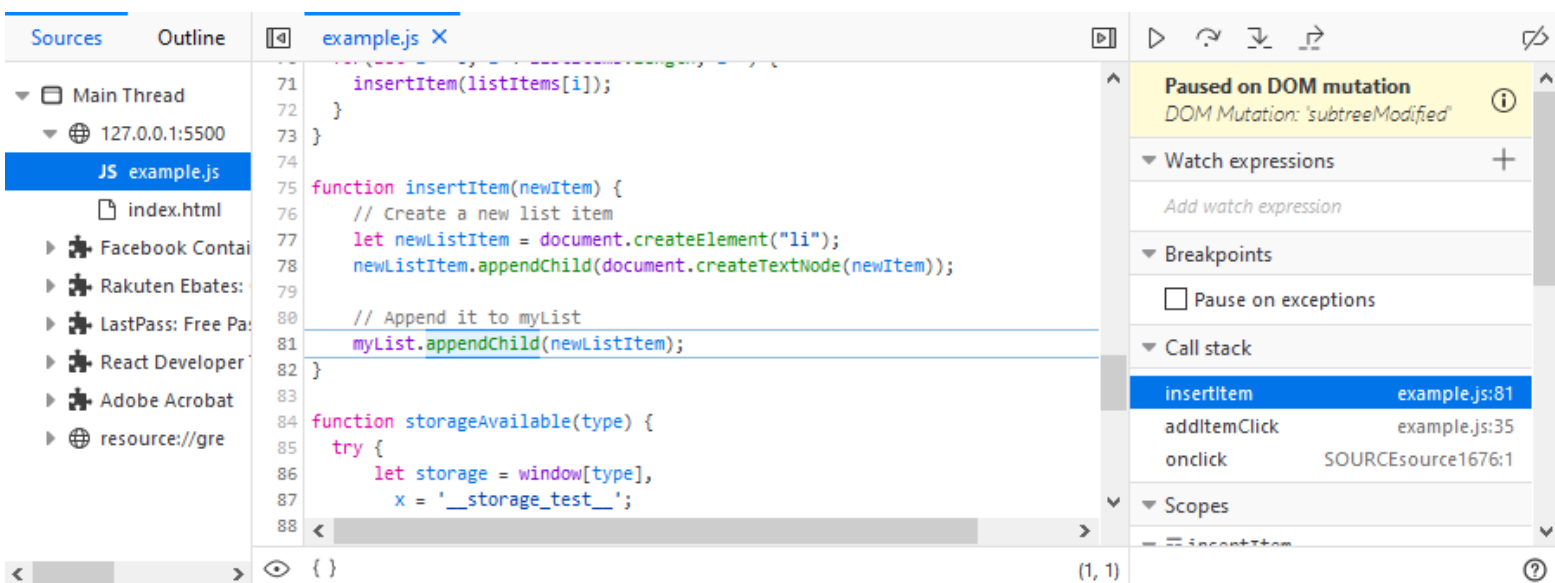 Sources Outline
Main Thread
127.0.0.1:5500
JS example.js
index.html
Facebook Contai
Rakuten Ebates:
LastPass: Free Pas
React Developer
Adobe Acrobat
resource://gre
example.js
71 insertItem(listItems[i]);
72 }
73 }
74
75 function insertItem(newItem) {
76 // Create a new list item
77 let newListItem = document.createElement("li");
78 newListItem.appendChild(document.createTextNode(newItem));
79
80 // Append it to myList
81 myList.appendChild(newListItem);
82 }
83
84 function storageAvailable(type) {
85 try {
86 let storage = window[type],
87 x = '__storage_test__';
88
{ } (1, 1)
Paused on DOM mutation
DOM Mutation: 'subtreeModified'
Watch expressions
Add watch expression
Breakpoints
Pause on exceptions
Call stack
insertItem example.js:81
addItemClick example.js:35
onclick SOURCEsource1676:1
Scopes
insertItem